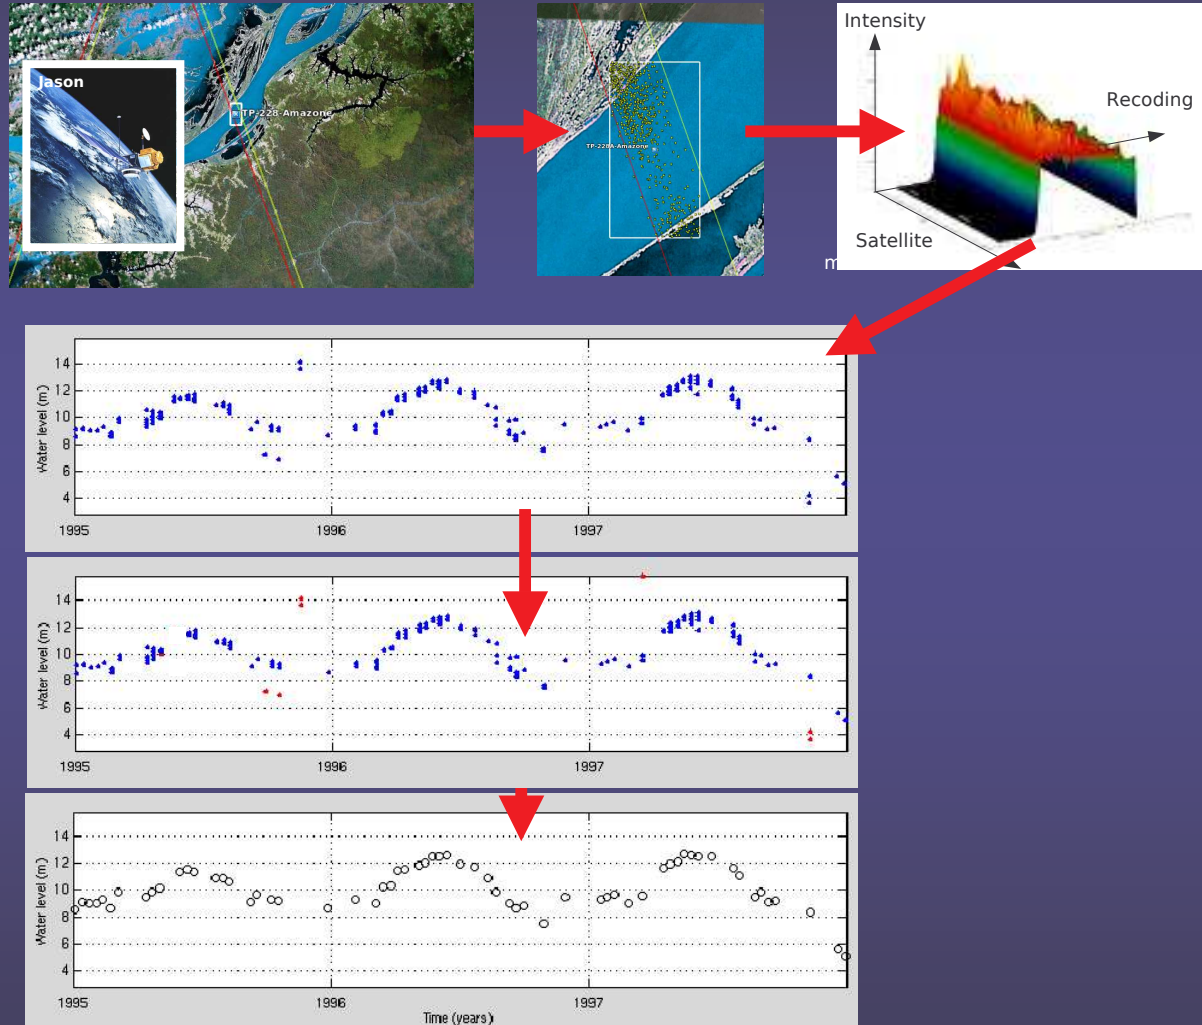 Jason
TP-228-Amazone
TP-228A-Amazone
Intensity
Recoding
Satellite
m
14
12
10
8
6
4
Water level (m)
1995
1996
1997
14
12
10
8
6
4
Water level (m)
1995
1996
1997
14
12
10
8
6
4
Water level (m)
1995
1996
1997
Time (years)